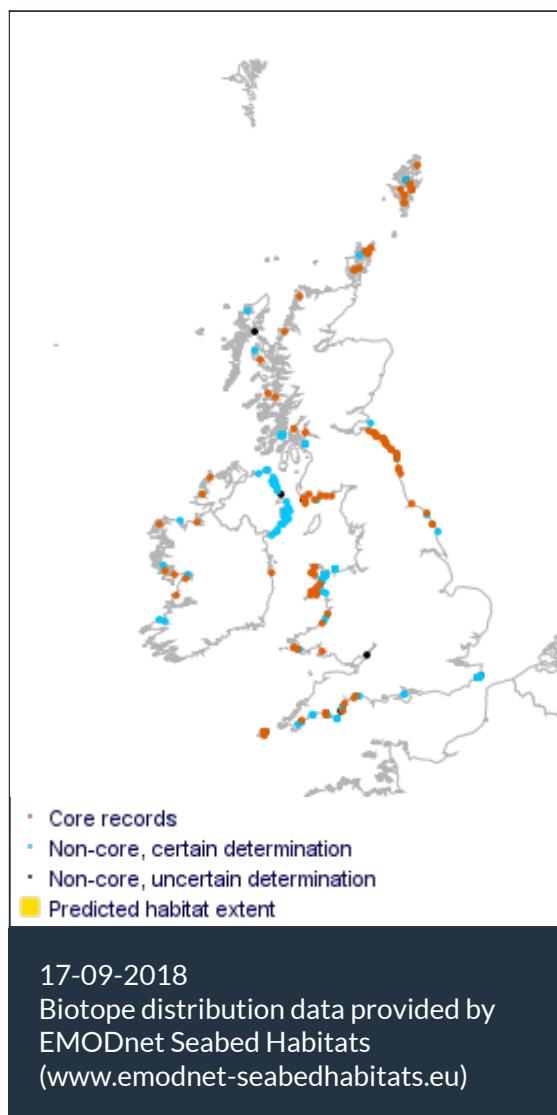 Core records
Non-core, certain determination
Non-core, uncertain determination
Predicted habitat extent
17-09-2018
Biotope distribution data provided by
EMODnet Seabed Habitats
(www.emodnet-seabedhabitats.eu)